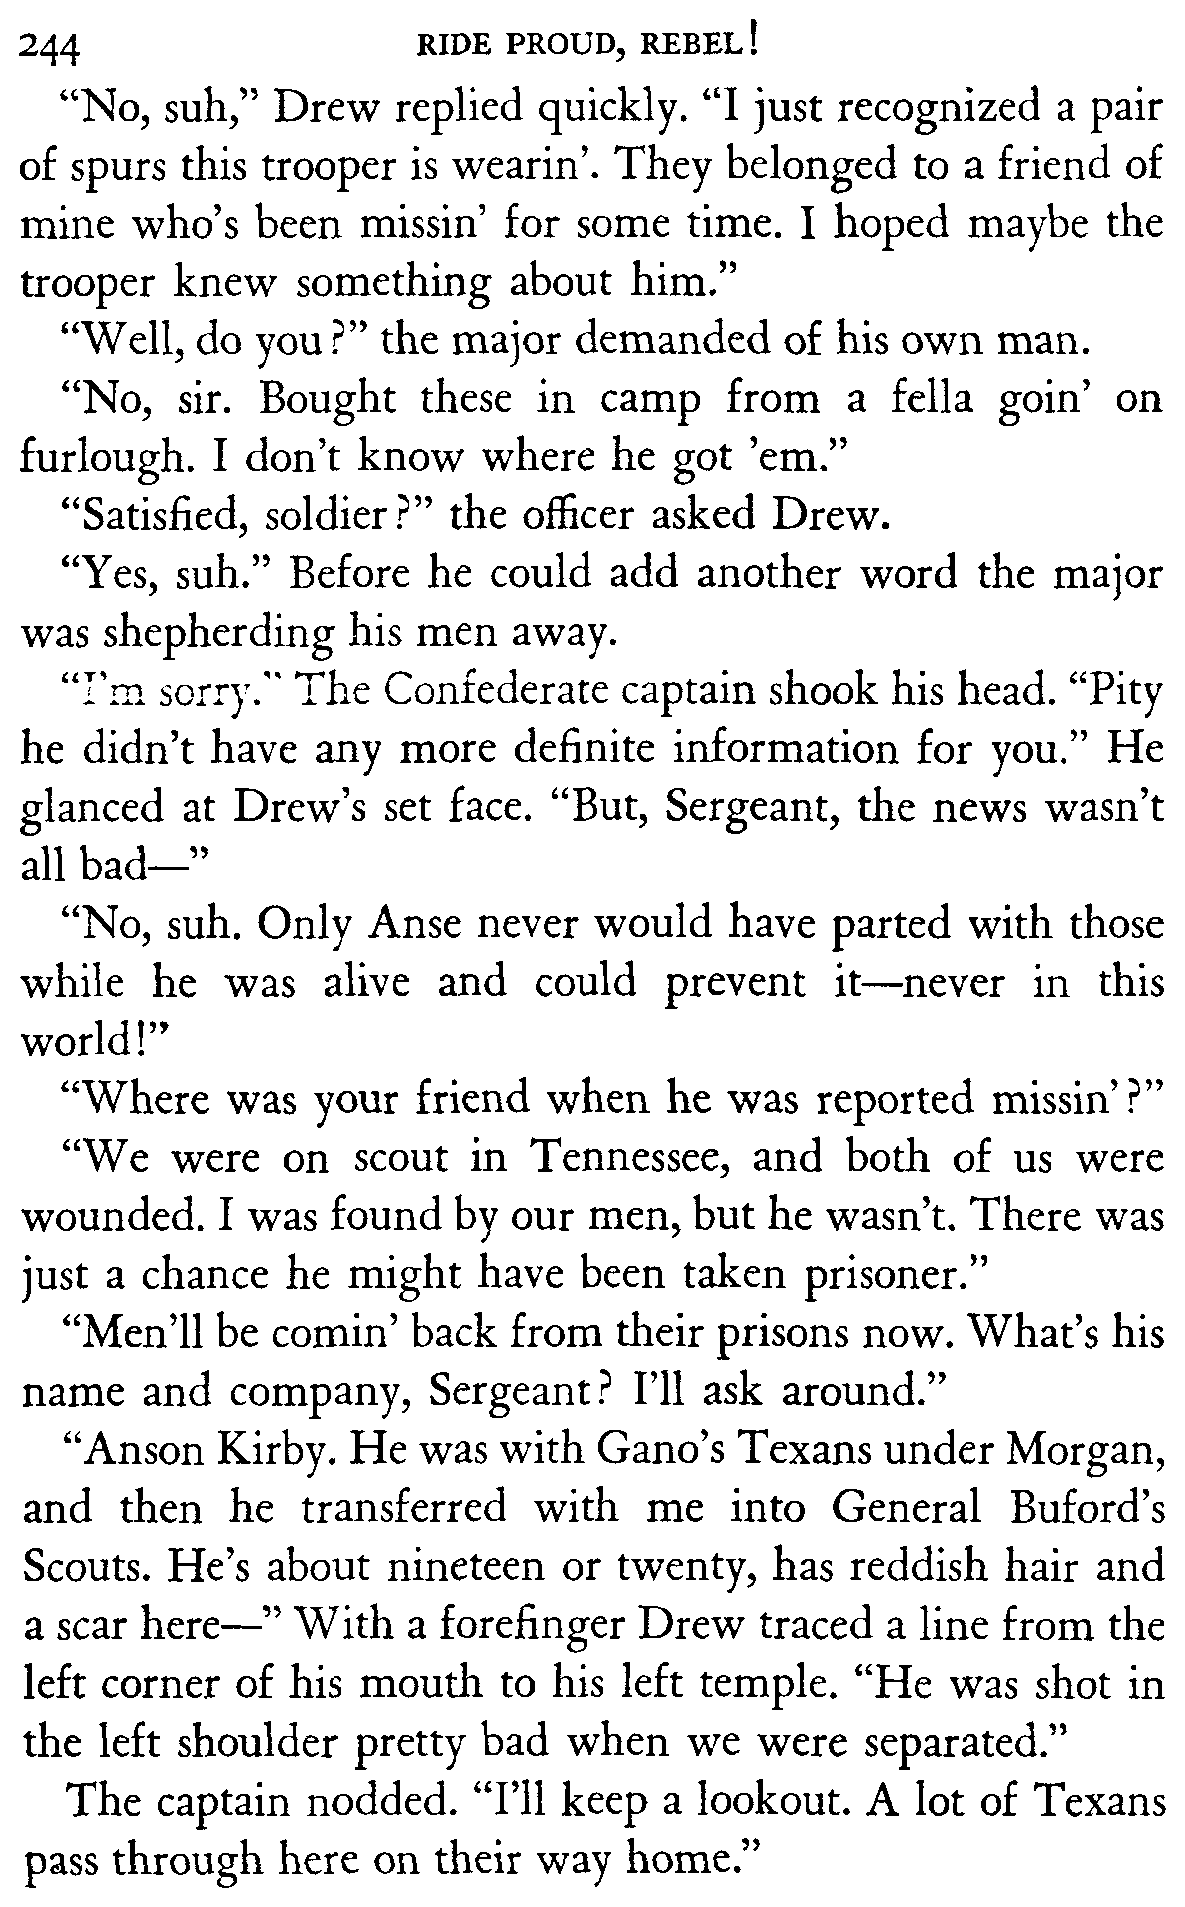 244 RIDE PROUD, REBEL!
“No, suh,” Drew replied quickly. “I just recognized a pair
of spurs this trooper is wearin’. They belonged to a friend of
mine who’s been missin’ for some time. I hoped maybe the
trooper knew something about him.”
“Well, do you?” the major demanded of his own man.
“No, sir. Bought these in camp from a fella goin’ on
furlough. I don’t know where he got ’em.”
“Satisfied, soldier?” the officer asked Drew.
“Yes, suh.” Before he could add another word the major
was shepherding his men away.
“I’m sorry.” The Confederate captain shook his head. “Pity
he didn’t have any more definite information for you.” He
glanced at Drew’s set face. “But, Sergeant, the news wasn’t
all bad—”
“No, suh. Only Anse never would have parted with those
while he was alive and could prevent it—never in this
world!”
“Where was your friend when he was reported missin’?”
“We were on scout in Tennessee, and both of us were
wounded. I was found by our men, but he wasn’t. There was
just a chance he might have been taken prisoner.”
“Men’ll be comin’ back from their prisons now. What’s his
name and company, Sergeant? I’ll ask around.”
“Anson Kirby. He was with Gano’s Texans under Morgan,
and then he transferred with me into General Buford’s
Scouts. He’s about nineteen or twenty, has reddish hair and
a scar here—” With a forefinger Drew traced a line from the
left corner of his mouth to his left temple. “He was shot in
the left shoulder pretty bad when we were separated.”
The captain nodded. “I’ll keep a lookout. A lot of Texans
pass through here on their way home.”